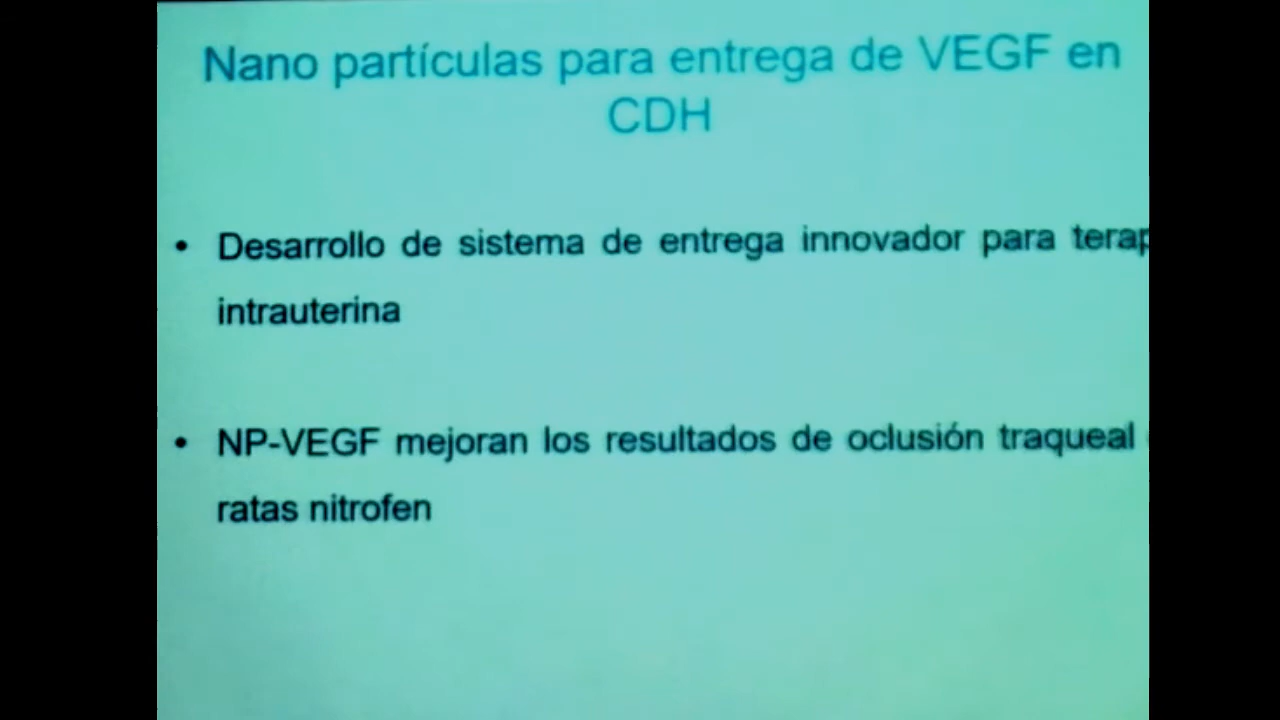 Nano partículas para entrega de VEGF en
CDH
• Desarrollo de sistema de entrega innovador para terap
intrauterina
• NP-VEGF mejoran los resultados de oclusión traqueal
ratas nitrofen